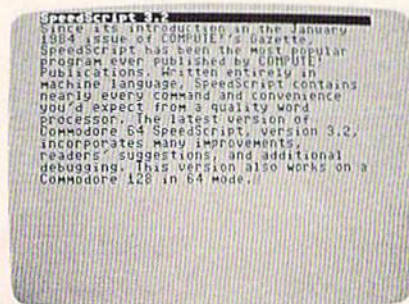 SpeedScript 3.2
Since its introduction in the January
1984 issue of COMPUTE!'s Gazette
SpeedScript has been the most popular
program ever published by COMPUTE!
Publications. Written entirely in
machine language, SpeedScript contains
nearly every command and convenience
you'd expect from a quality word
processor. The latest version of
Commodore 64 SpeedScript, version 3.2,
incorporates many improvements,
readers' suggestions, and additional
debugging. This version also works on a
Commodore 128 in 64 mode.